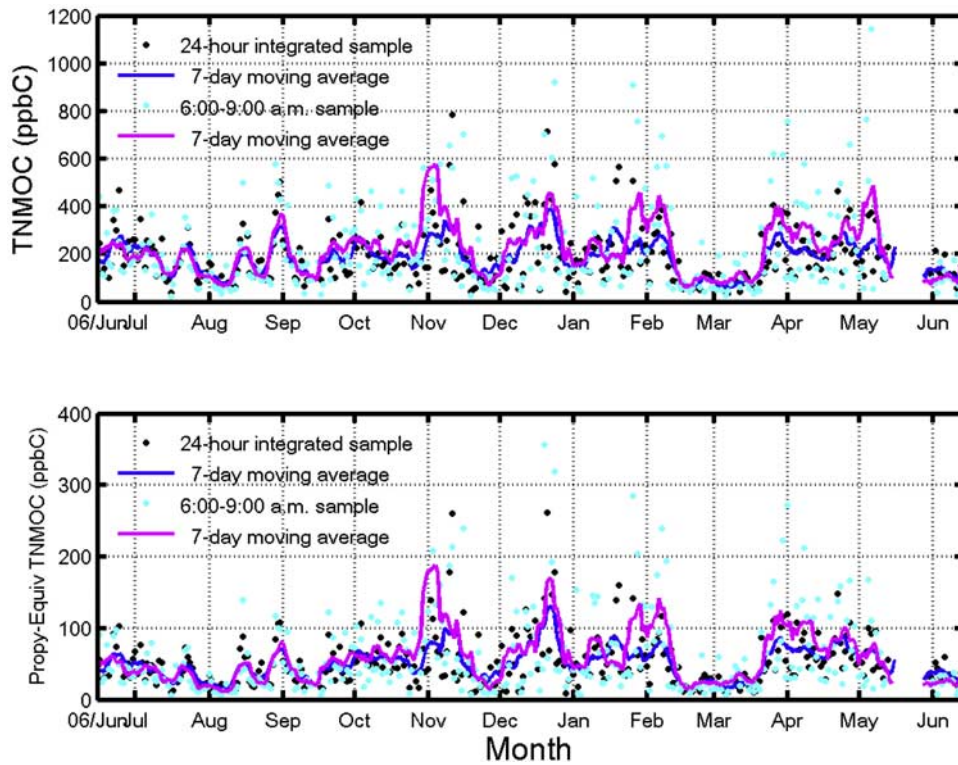 TNMOC (ppbC)
1200
1000
800
600
400
200
0
24-hour integrated sample
7-day moving average
6:00-9:00 a.m. sample
7-day moving average
06/Jun Jul Aug Sep Oct Nov Dec Jan Feb Mar Apr May Jun
Propy-Equiv TNMOC (ppbC)
400
300
200
100
0
24-hour integrated sample
7-day moving average
6:00-9:00 a.m. sample
7-day moving average
06/Jun Jul Aug Sep Oct Nov Dec Jan Feb Mar Apr May Jun
Month